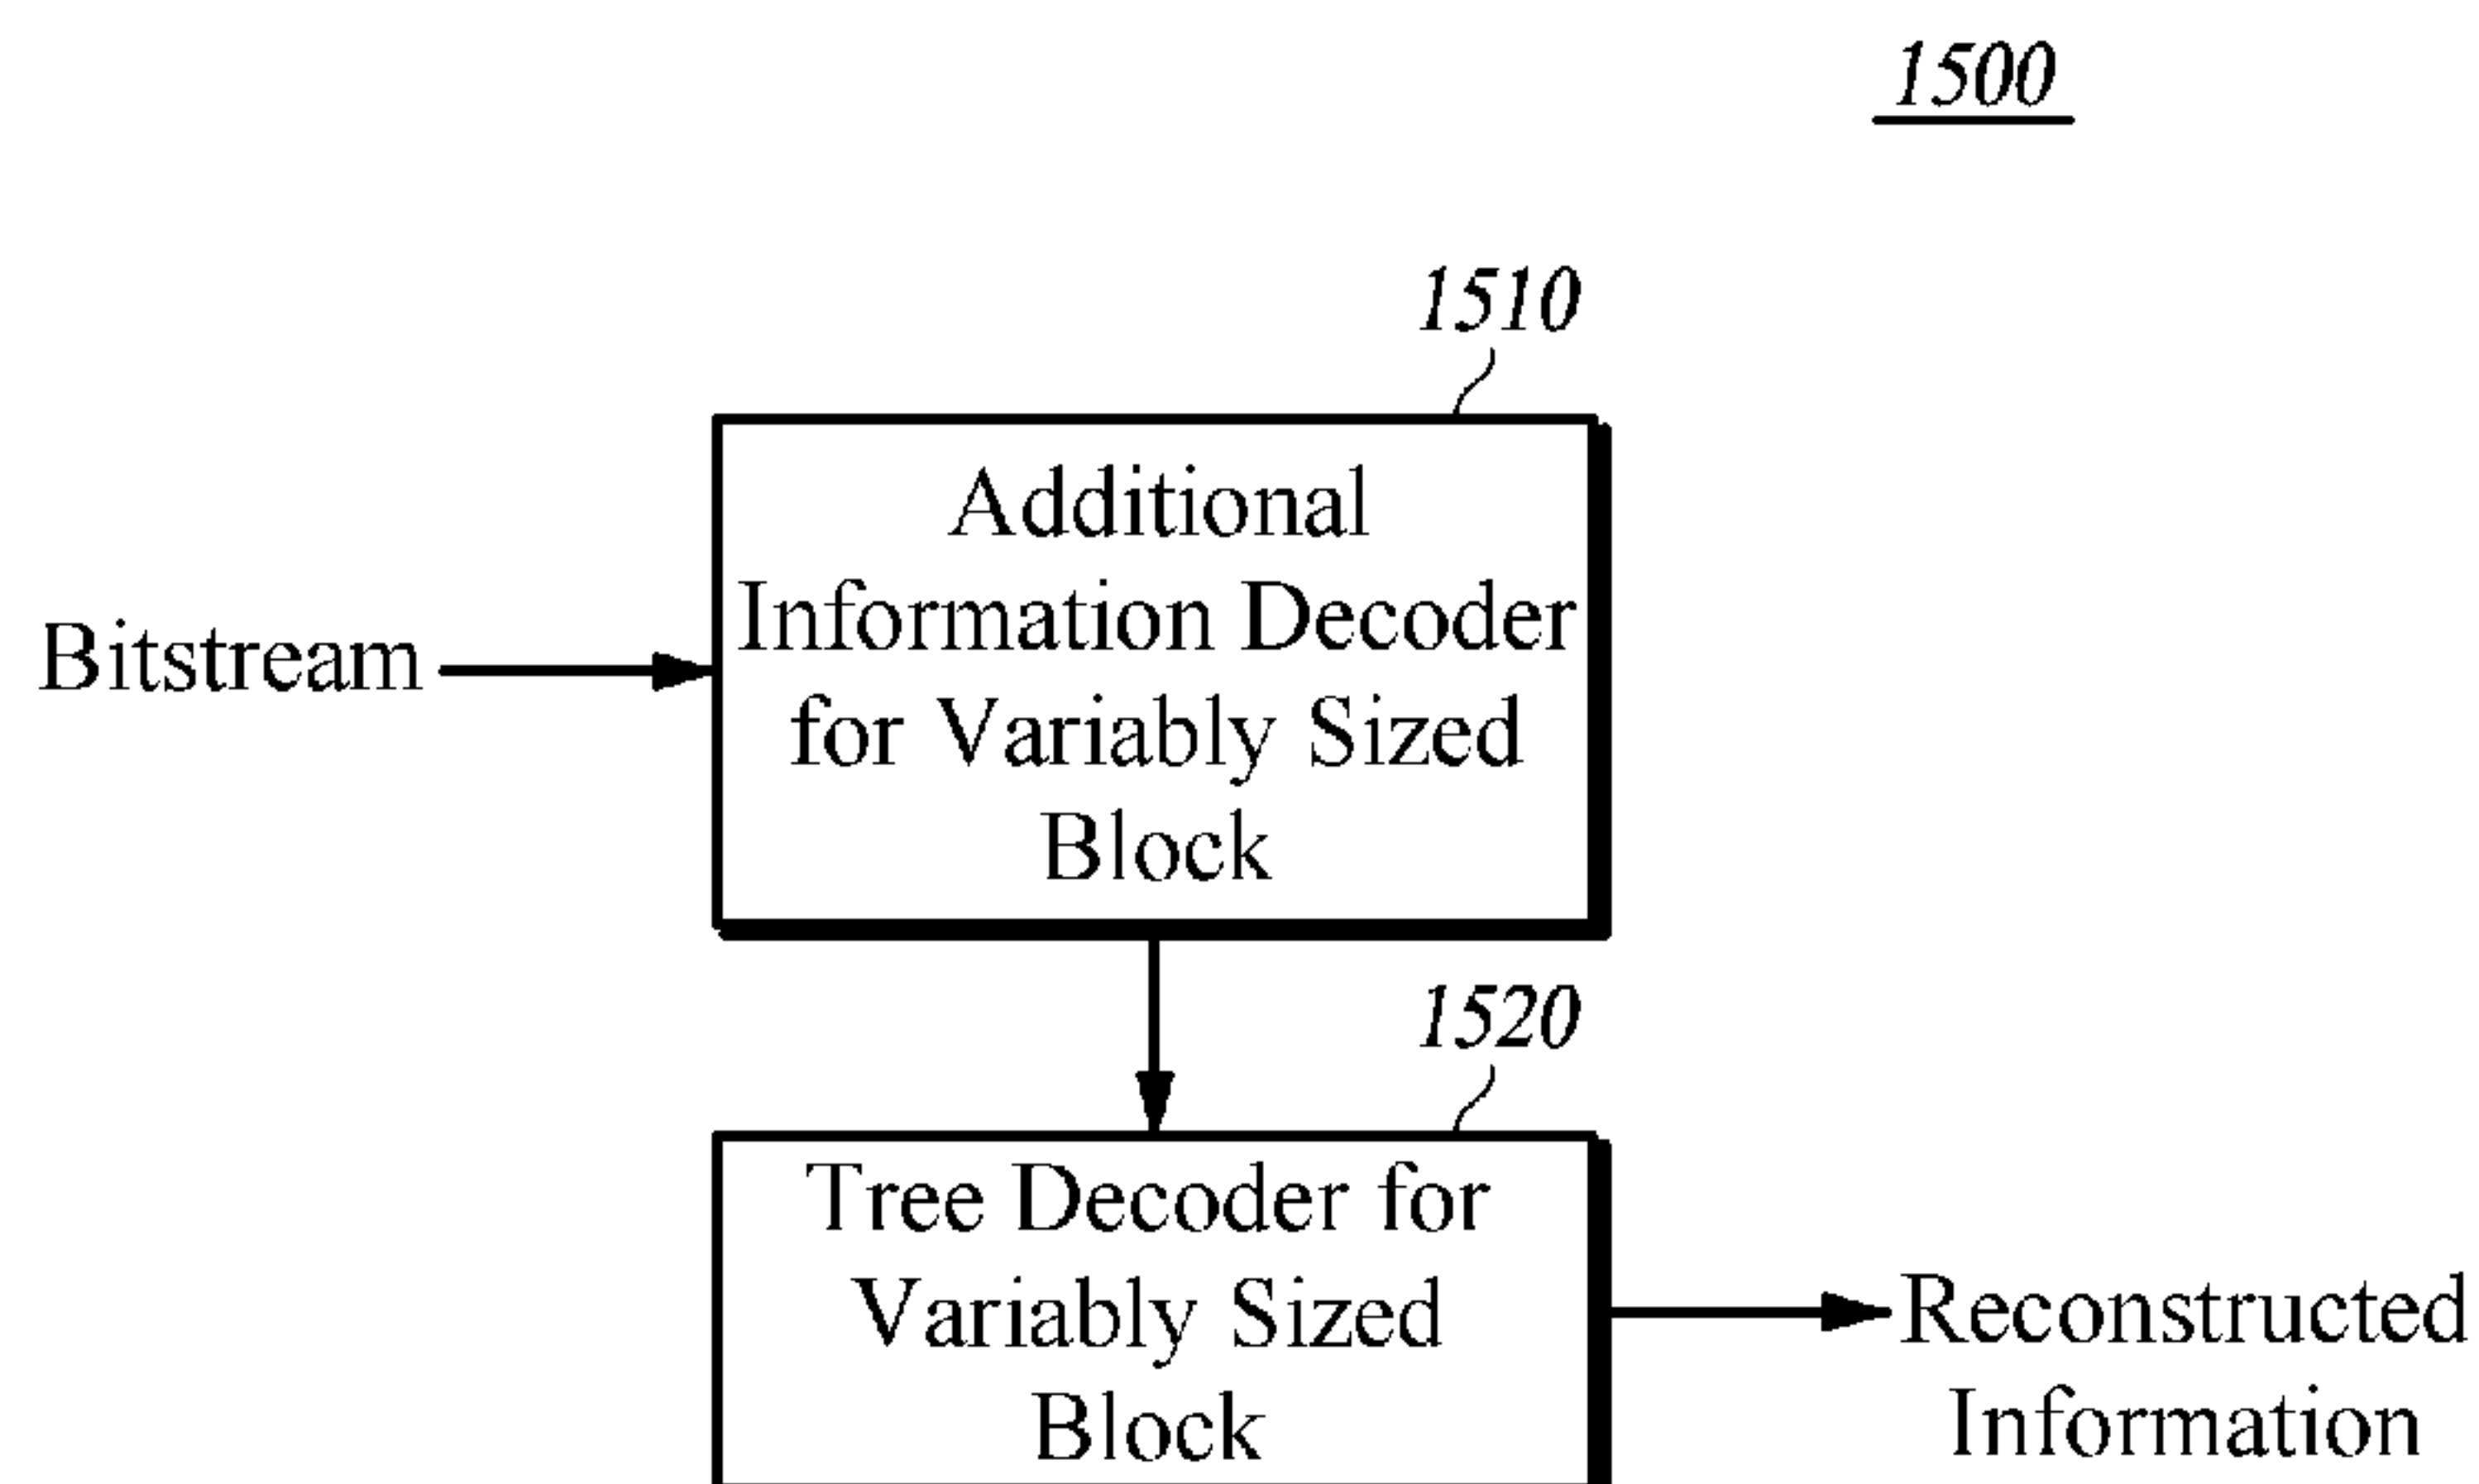 1500
1510
Additional
Information Decoder
for Variably Sized
Block
Bitstream
1520
Tree Decoder for
Variably Sized
Block
Reconstructed
Information